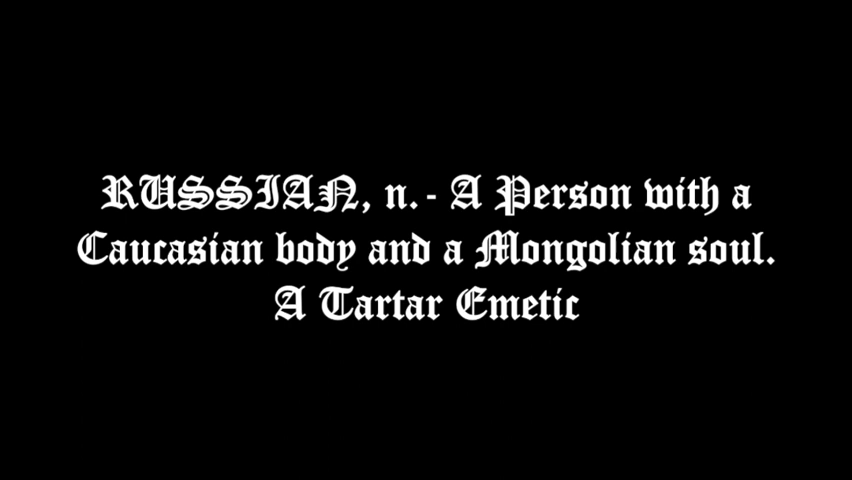 RUSSIAN, n. - A Person with a
Caucasian body and a Mongolian soul.
A Tartar Emetic